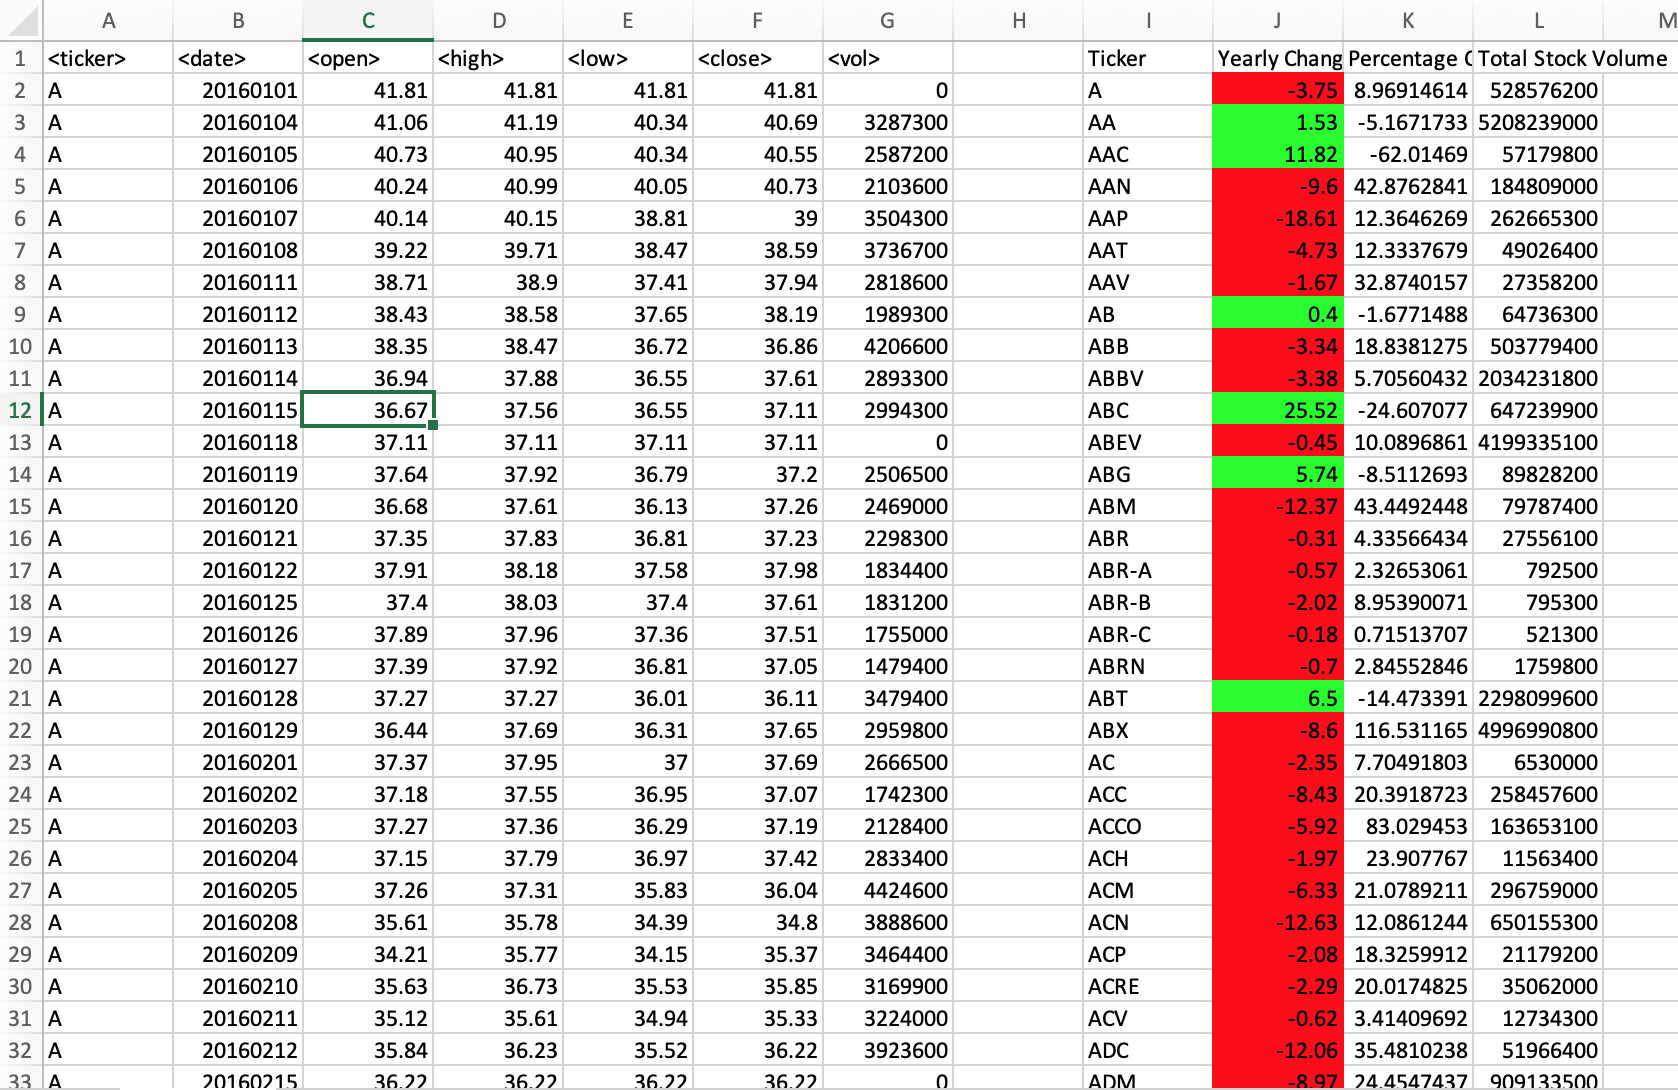 A B C D E F G H I J K L M
1 <ticker> <date> <open> <high> <low> <close> <vol> Ticker Yearly Chang Percentage C Total Stock Volume
2 A 20160101 41.81 41.81 41.81 41.81 0 A -3.75 8.96914614 528576200
3 A 20160104 41.06 41.19 40.34 40.69 3287300 AA 1.53 -5.1671733 5208239000
4 A 20160105 40.73 40.95 40.34 40.55 2587200 AAC 11.82 -62.01469 57179800
5 A 20160106 40.24 40.99 40.05 40.73 2103600 AAN -9.6 42.8762841 184809000
6 A 20160107 40.14 40.15 38.81 39 3504300 AAP -18.61 12.3646269 262665300
7 A 20160108 39.22 39.71 38.47 38.59 3736700 AAT -4.73 12.3337679 49026400
8 A 20160111 38.71 38.9 37.41 37.94 2818600 AAV -1.67 32.8740157 27358200
9 A 20160112 38.43 38.58 37.65 38.19 1989300 AB 0.4 -1.6771488 64736300
10 A 20160113 38.35 38.47 36.72 36.86 4206600 ABB -3.34 18.8381275 503779400
11 A 20160114 36.94 37.88 36.55 37.61 2893300 ABBV -3.38 5.70560432 2034231800
12 A 20160115 36.67 37.56 36.55 37.11 2994300 ABC 25.52 -24.607077 647239900
13 A 20160118 37.11 37.11 37.11 37.11 0 ABEV -0.45 10.0896861 4199335100
14 A 20160119 37.64 37.92 36.79 37.2 2506500 ABG 5.74 -8.5112693 89828200
15 A 20160120 36.68 37.61 36.13 37.26 2469000 ABM -12.37 43.4492448 79787400
16 A 20160121 37.35 37.83 36.81 37.23 2298300 ABR -0.31 4.33566434 27556100
17 A 20160122 37.91 38.18 37.58 37.98 1834400 ABR-A -0.57 2.32653061 792500
18 A 20160125 37.4 38.03 37.4 37.61 1831200 ABR-B -2.02 8.95390071 795300
19 A 20160126 37.89 37.96 37.36 37.51 1755000 ABR-C -0.18 0.71513707 521300
20 A 20160127 37.39 37.92 36.81 37.05 1479400 ABRN -0.7 2.84552846 1759800
21 A 20160128 37.27 37.27 36.01 36.11 3479400 ABT 6.5 -14.473391 2298099600
22 A 20160129 36.44 37.69 36.31 37.65 2959800 ABX -8.6 116.531165 4996990800
23 A 20160201 37.37 37.95 37 37.69 2666500 AC -2.35 7.70491803 6530000
24 A 20160202 37.18 37.55 36.95 37.07 1742300 ACC -8.43 20.3918723 258457600
25 A 20160203 37.27 37.36 36.29 37.19 2128400 ACCO -5.92 83.029453 163653100
26 A 20160204 37.15 37.79 36.97 37.42 2833400 ACH -1.97 23.907767 11563400
27 A 20160205 37.26 37.31 35.83 36.04 4424600 ACM -6.33 21.0789211 296759000
28 A 20160208 35.61 35.78 34.39 34.8 3888600 ACN -12.63 12.0861244 650155300
29 A 20160209 34.21 35.77 34.15 35.37 3464400 ACP -2.08 18.3259912 21179200
30 A 20160210 35.63 36.73 35.53 35.85 3169900 ACRE -2.29 20.0174825 35062000
31 A 20160211 35.12 35.61 34.94 35.33 3224000 ACV -0.62 3.41409692 12734300
32 A 20160212 35.84 36.23 35.52 36.22 3923600 ADC -12.06 35.4810238 51966400
33 A 20160215 36.22 36.22 36.22 36.22 0 ADM -8.97 24.4547437 909133500